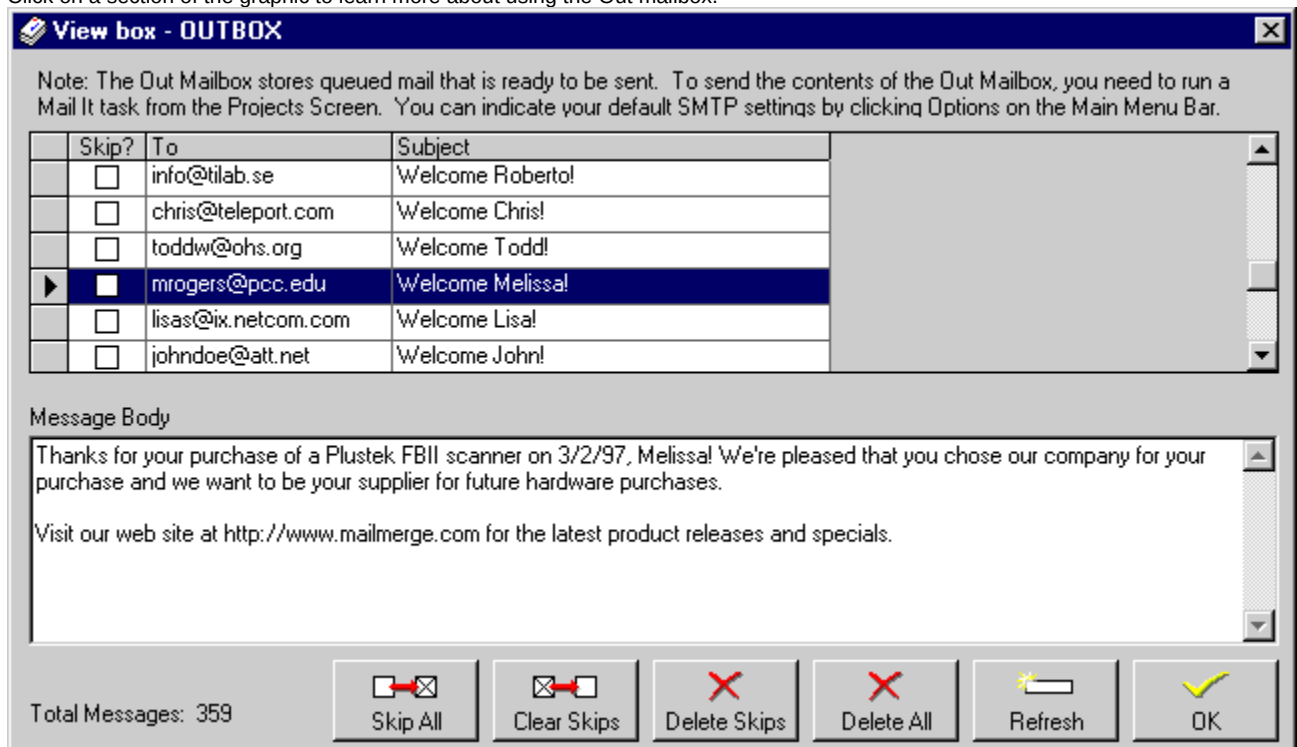 Click on a section of the graphic to learn more about using the Out mailbox.
View box - OUTBOX
Note: The Out Mailbox stores queued mail that is ready to be sent. To send the contents of the Out Mailbox, you need to run a
Mail It task from the Projects Screen. You can indicate your default SMTP settings by clicking Options on the Main Menu Bar.
Skip? To Subject
info@tilab.se Welcome Roberto!
chris@teleport.com Welcome Chris!
toddw@ohs.org Welcome Todd!
mrogers@pcc.edu Welcome Melissa!
lisas@ix.netcom.com Welcome Lisa!
johndoe@att.net Welcome John!
Message Body
Thanks for your purchase of a Plustek FBII scanner on 3/2/97, Melissa! We're pleased that you chose our company for your
purchase and we want to be your supplier for future hardware purchases.
Visit our web site at http://www.mailmerge.com for the latest product releases and specials.
Total Messages: 359 Skip All Clear Skips Delete Skips Delete All Refresh OK